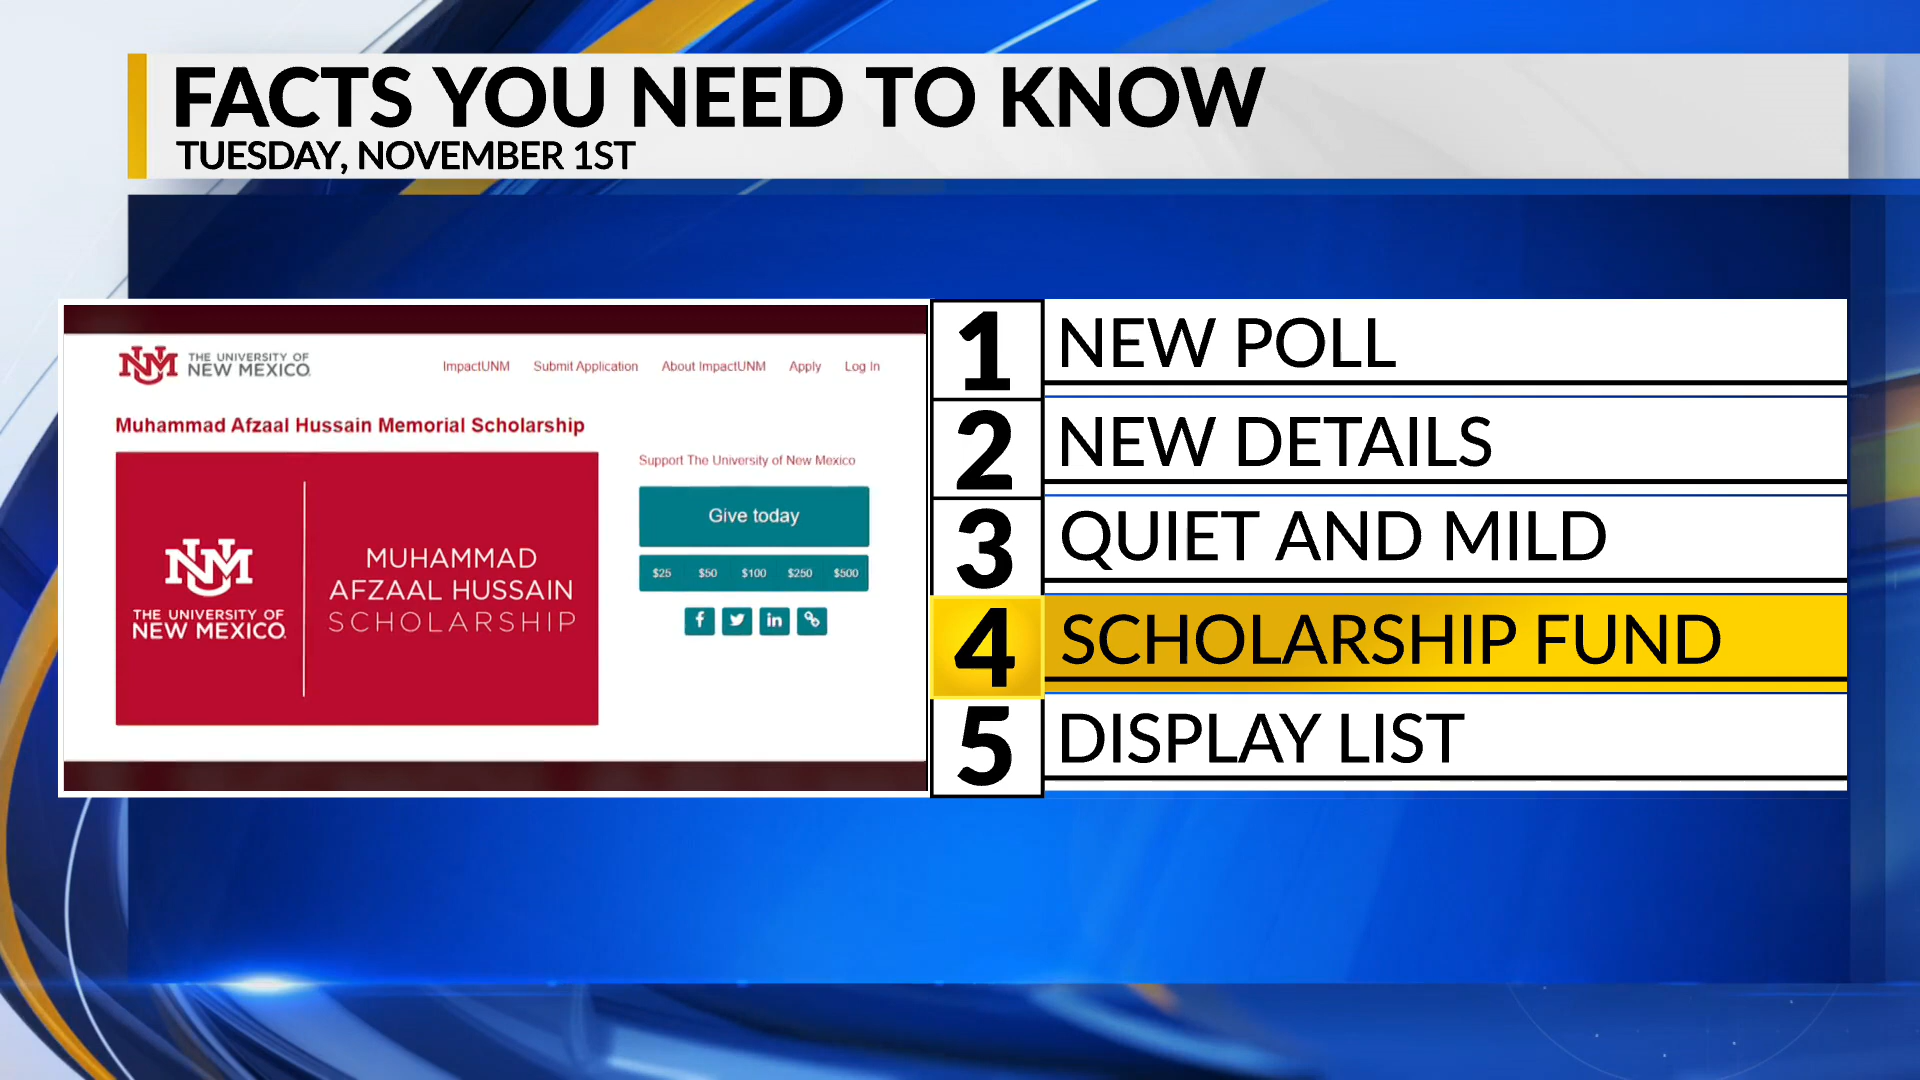 FACTS YOU NEED TO KNOW
TUESDAY, NOVEMBER 1ST
UNM THE UNIVERSITY OF
NEW MEXICO.
ImpactUNM Submit Application About ImpactUNM Apply Log In
Muhammad Afzaal Hussain Memorial Scholarship
UNM
THE UNIVERSITY OF
NEW MEXICO.
MUHAMMAD
AFZAAL HUSSAIN
SCHOLARSHIP
Support The University of New Mexico
Give today
$25 $50 $100 $250 $500
1 NEW POLL
2 NEW DETAILS
3 QUIET AND MILD
4 SCHOLARSHIP FUND
5 DISPLAY LIST